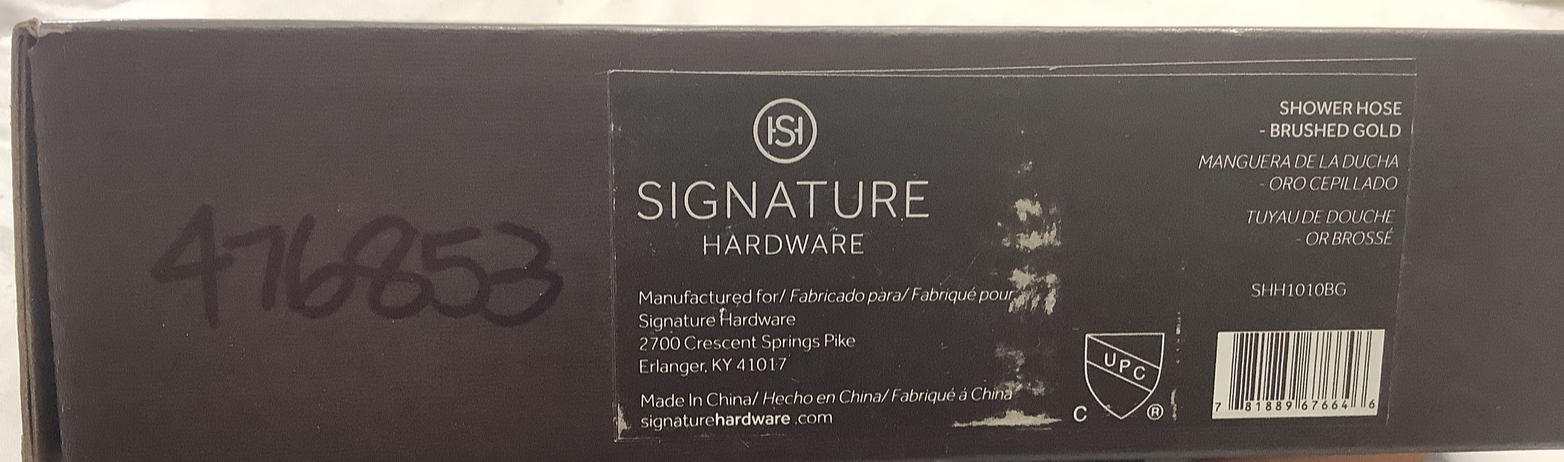 476853
SH
SIGNATURE
HARDWARE
Manufactured for/ Fabricado para/ Fabriqué pour
Signature Hardware
2700 Crescent Springs Pike
Erlanger, KY 41017
Made In China/ Hecho en China/ Fabriqué á China
signaturehardware.com
UPC
C ®
SHOWER HOSE
- BRUSHED GOLD
MANGUERA DE LA DUCHA
- ORO CEPILLADO
TUYAU DE DOUCHE
- OR BROSSÉ
SHH1010BG
7 81889 67664 6